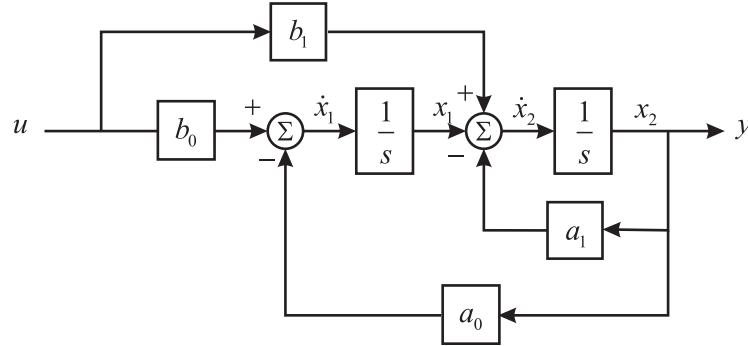 b₁
u
b₀
+
Σ
−
ẋ₁
1
s
x₁
+
Σ
−
ẋ₂
1
s
x₂
y
a₁
a₀